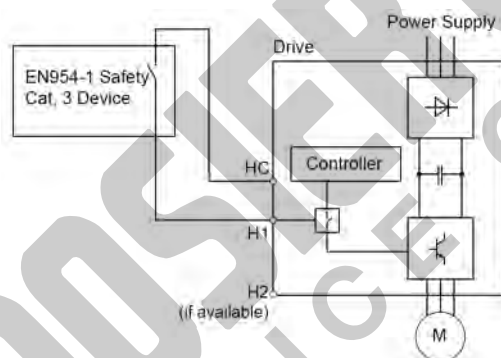 Power Supply
Drive
EN954-1 Safety
Cat, 3 Device
HC
Controller
H1
H2
(if available)
M